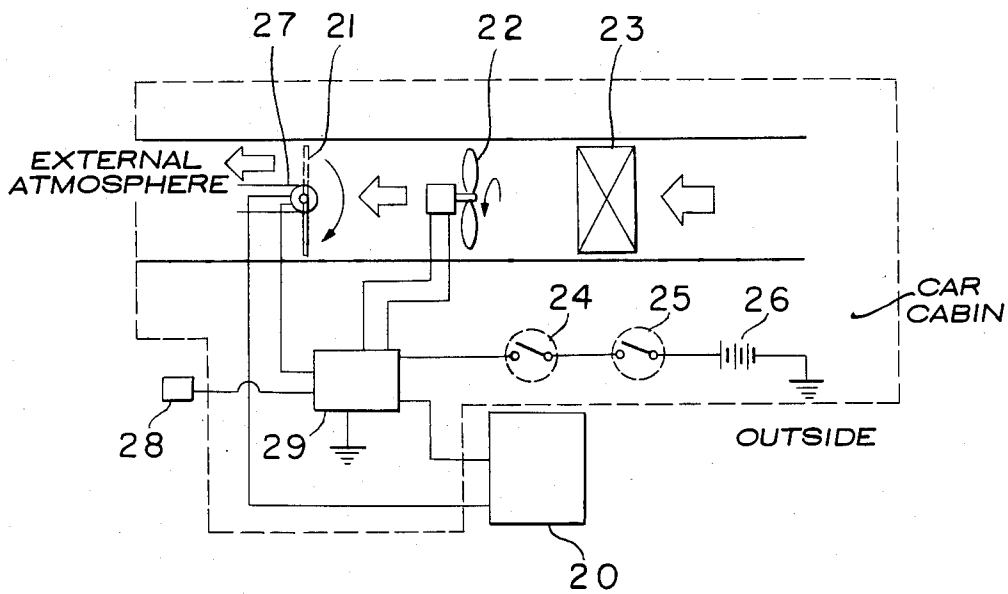 27
21
22
23
EXTERNAL
ATMOSPHERE
24
25
26
CAR
CABIN
28
29
OUTSIDE
20